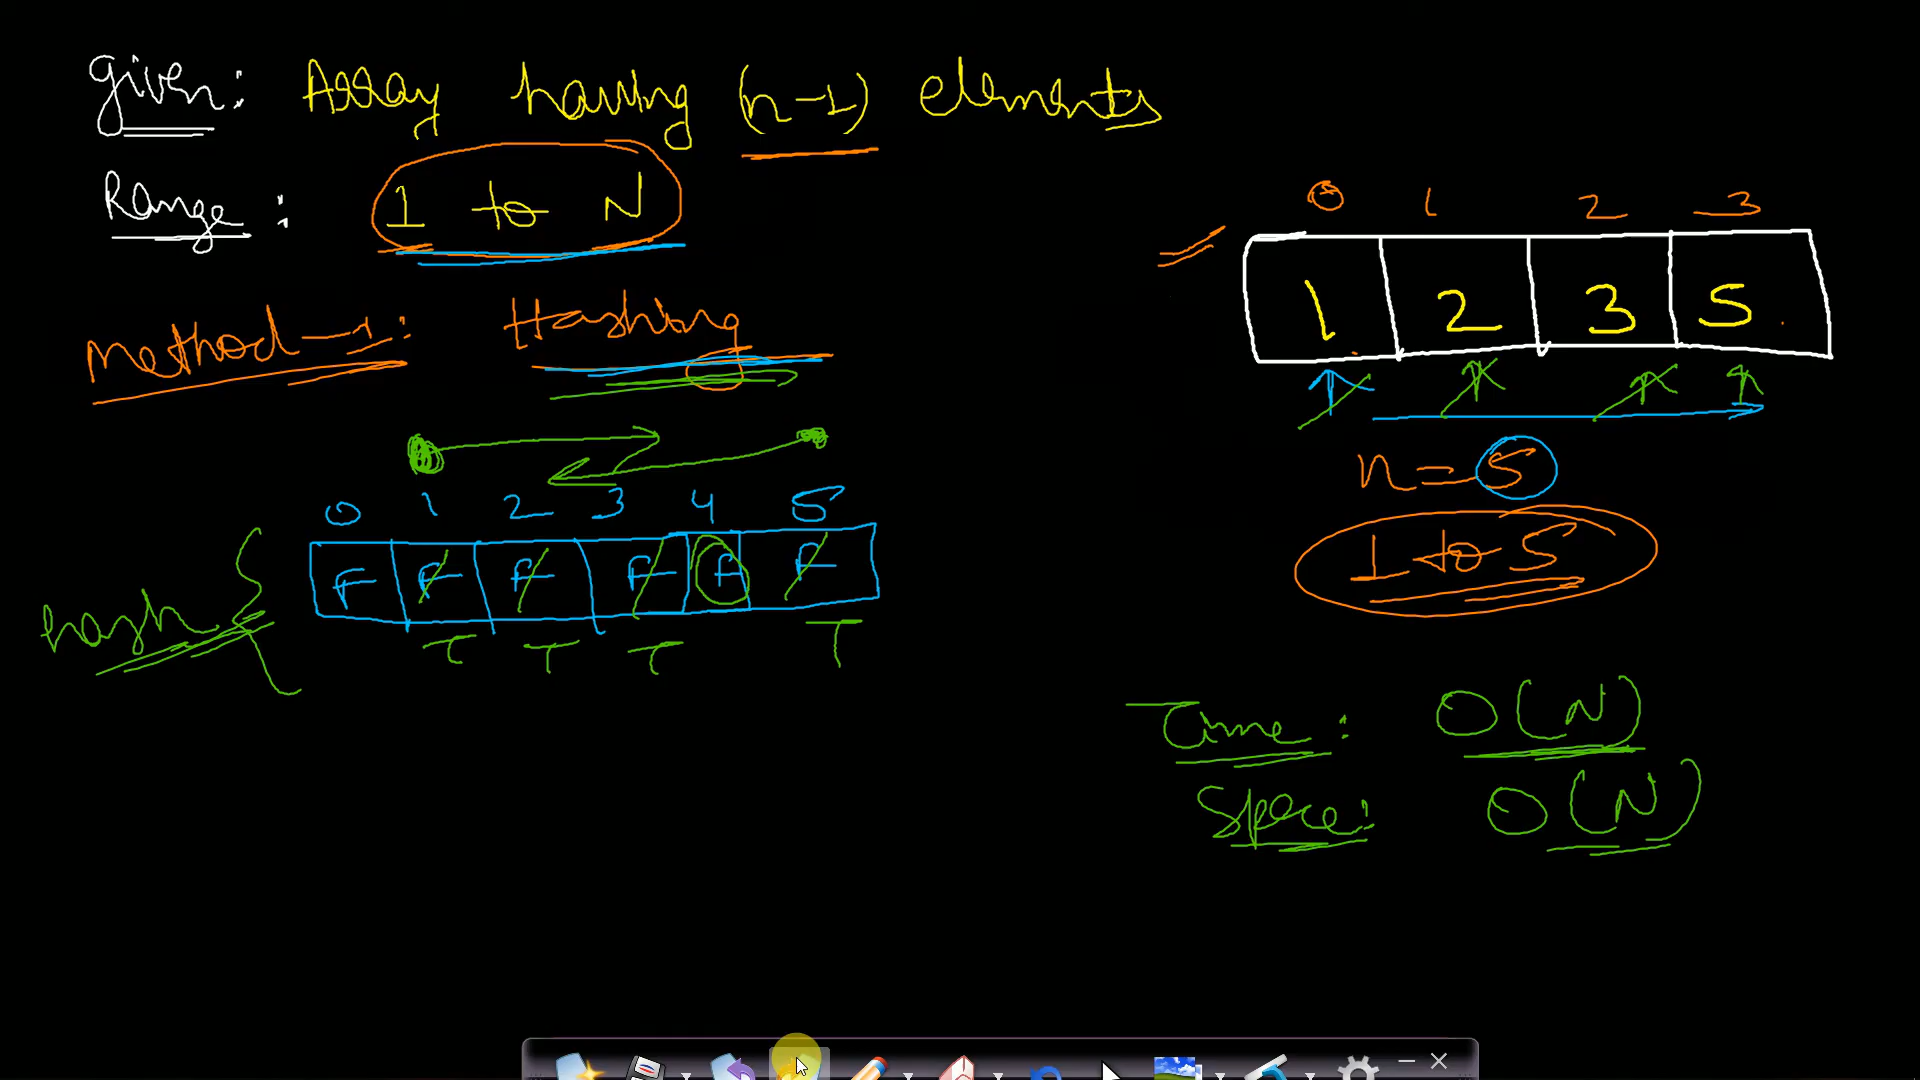 given: Array having (n-1) elements
Range: 1 to N
0 1 2 3
1 2 3 5
Method-1: Hashing
n = 5
1 to 5
0 1 2 3 4 5
hash F F F F F F
T T T T
Time: O(N)
Space: O(N)